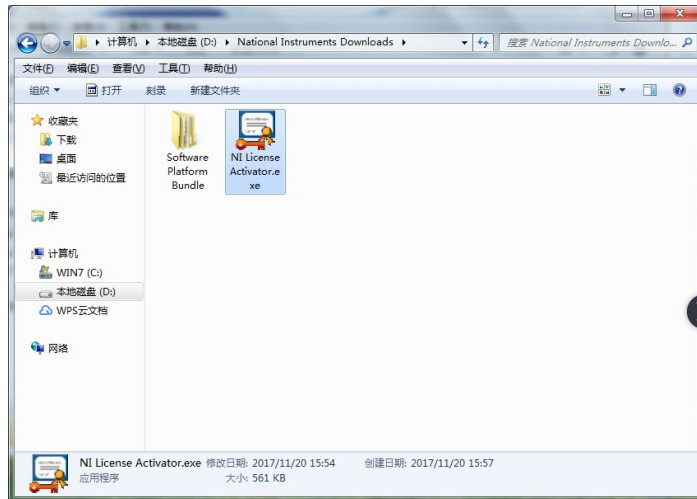 计算机 ▸ 本地磁盘 (D:) ▸ National Instruments Downloads ▸
搜索 National Instruments Downlo...
文件(F) 编辑(E) 查看(V) 工具(T) 帮助(H)
组织 打开 刻录 新建文件夹
收藏夹
下载
桌面
最近访问的位置
库
计算机
WIN7 (C:)
本地磁盘 (D:)
WPS云文档
网络
Software
Platform
Bundle
NI License
Activator.e
xe
NI License Activator.exe 修改日期: 2017/11/20 15:54 创建日期: 2017/11/20 15:57
应用程序 大小: 561 KB